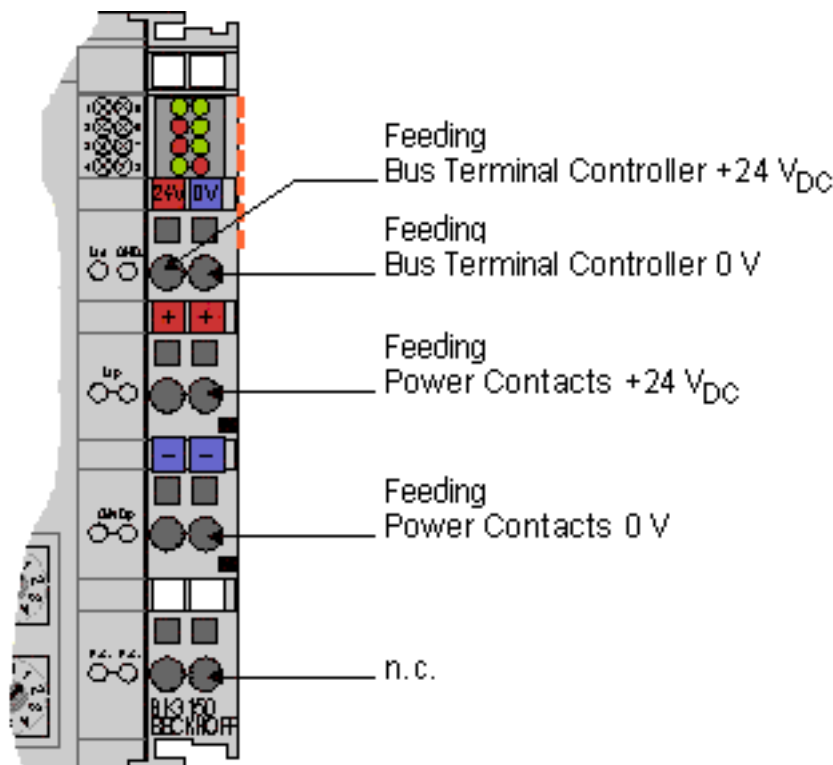 24V 0V
Feeding
Bus Terminal Controller +24 VDC
Feeding
Bus Terminal Controller 0 V
+ +
Feeding
Power Contacts +24 VDC
- -
Feeding
Power Contacts 0 V
n.c.
BECKHOFF